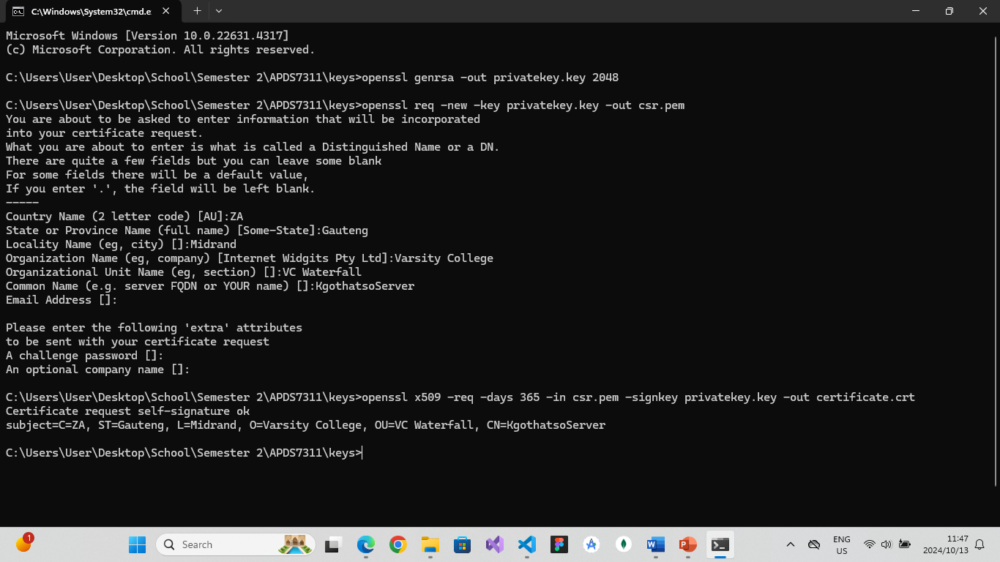 C:\Windows\System32\cmd.e
Microsoft Windows [Version 10.0.22631.4317]
(c) Microsoft Corporation. All rights reserved.
C:\Users\User\Desktop\School\Semester 2\APDS7311\keys>openssl genrsa -out privatekey.key 2048
C:\Users\User\Desktop\School\Semester 2\APDS7311\keys>openssl req -new -key privatekey.key -out csr.pem
You are about to be asked to enter information that will be incorporated
into your certificate request.
What you are about to enter is what is called a Distinguished Name or a DN.
There are quite a few fields but you can leave some blank
For some fields there will be a default value,
If you enter '.', the field will be left blank.
-----
Country Name (2 letter code) [AU]:ZA
State or Province Name (full name) [Some-State]:Gauteng
Locality Name (eg, city) []:Midrand
Organization Name (eg, company) [Internet Widgits Pty Ltd]:Varsity College
Organizational Unit Name (eg, section) []:VC Waterfall
Common Name (e.g. server FQDN or YOUR name) []:KgothatsoServer
Email Address []:
Please enter the following 'extra' attributes
to be sent with your certificate request
A challenge password []:
An optional company name []:
C:\Users\User\Desktop\School\Semester 2\APDS7311\keys>openssl x509 -req -days 365 -in csr.pem -signkey privatekey.key -out certificate.crt
Certificate request self-signature ok
subject=C=ZA, ST=Gauteng, L=Midrand, O=Varsity College, OU=VC Waterfall, CN=KgothatsoServer
C:\Users\User\Desktop\School\Semester 2\APDS7311\keys>
1
Search
ENG
US
11:47
2024/10/13